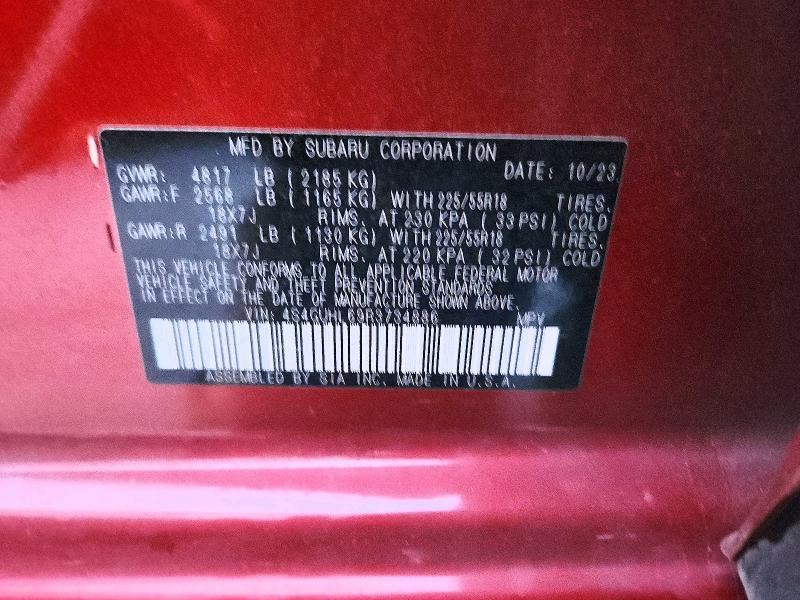 MFD BY SUBARU CORPORATION DATE: 10/23
GVWR: 4817 LB ( 2185 KG)
GAWR:F 2568 LB ( 1165 KG) WITH 225/55R18 TIRES.
18X7J RIMS. AT 230 KPA ( 33 PSI) COLD
GAWR:R 2491 LB ( 1130 KG) WITH 225/55R18 TIRES.
18X7J RIMS. AT 220 KPA ( 32 PSI) COLD
THIS VEHICLE CONFORMS TO ALL APPLICABLE FEDERAL MOTOR
VEHICLE SAFETY AND THEFT PREVENTION STANDARDS
IN EFFECT ON THE DATE OF MANUFACTURE SHOWN ABOVE.
VIN: 4S4GUHL69R3734886 MPV
ASSEMBLED BY SIA INC. MADE IN U.S.A.